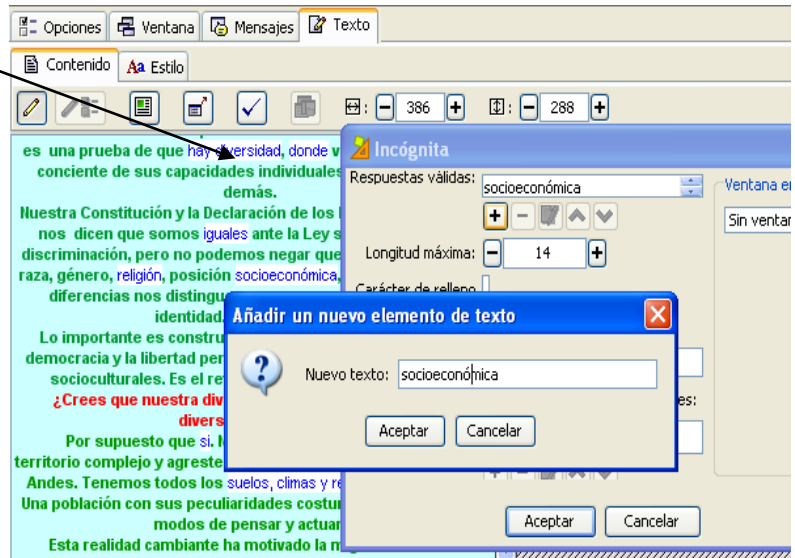 Opciones Ventana Mensajes Texto
Contenido Aa Estilo
: 386 : 288
es una prueba de que hay diversidad, donde v
conciente de sus capacidades individuales
demás.
Nuestra Constitución y la Declaración de los
nos dicen que somos iguales ante la Ley s
discriminación, pero no podemos negar que
raza, género, religión, posición socioeconómica,
diferencias nos distingu
identidad.
Lo importante es constru
democracia y la libertad per
socioculturales. Es el re
¿Crees que nuestra div
divers
Por supuesto que si.
territorio complejo y agreste
Andes. Tenemos todos los suelos, climas y re
Una población con sus peculiaridades costu
modos de pensar y actuar
Esta realidad cambiante ha motivado la
Incógnita
Respuestas válidas: socioeconómica
Longitud máxima: 14
Carácter de relleno
Ventana e
Sin ventar
Añadir un nuevo elemento de texto
Nuevo texto: socioeconómica
Aceptar Cancelar
es:
Aceptar Cancelar